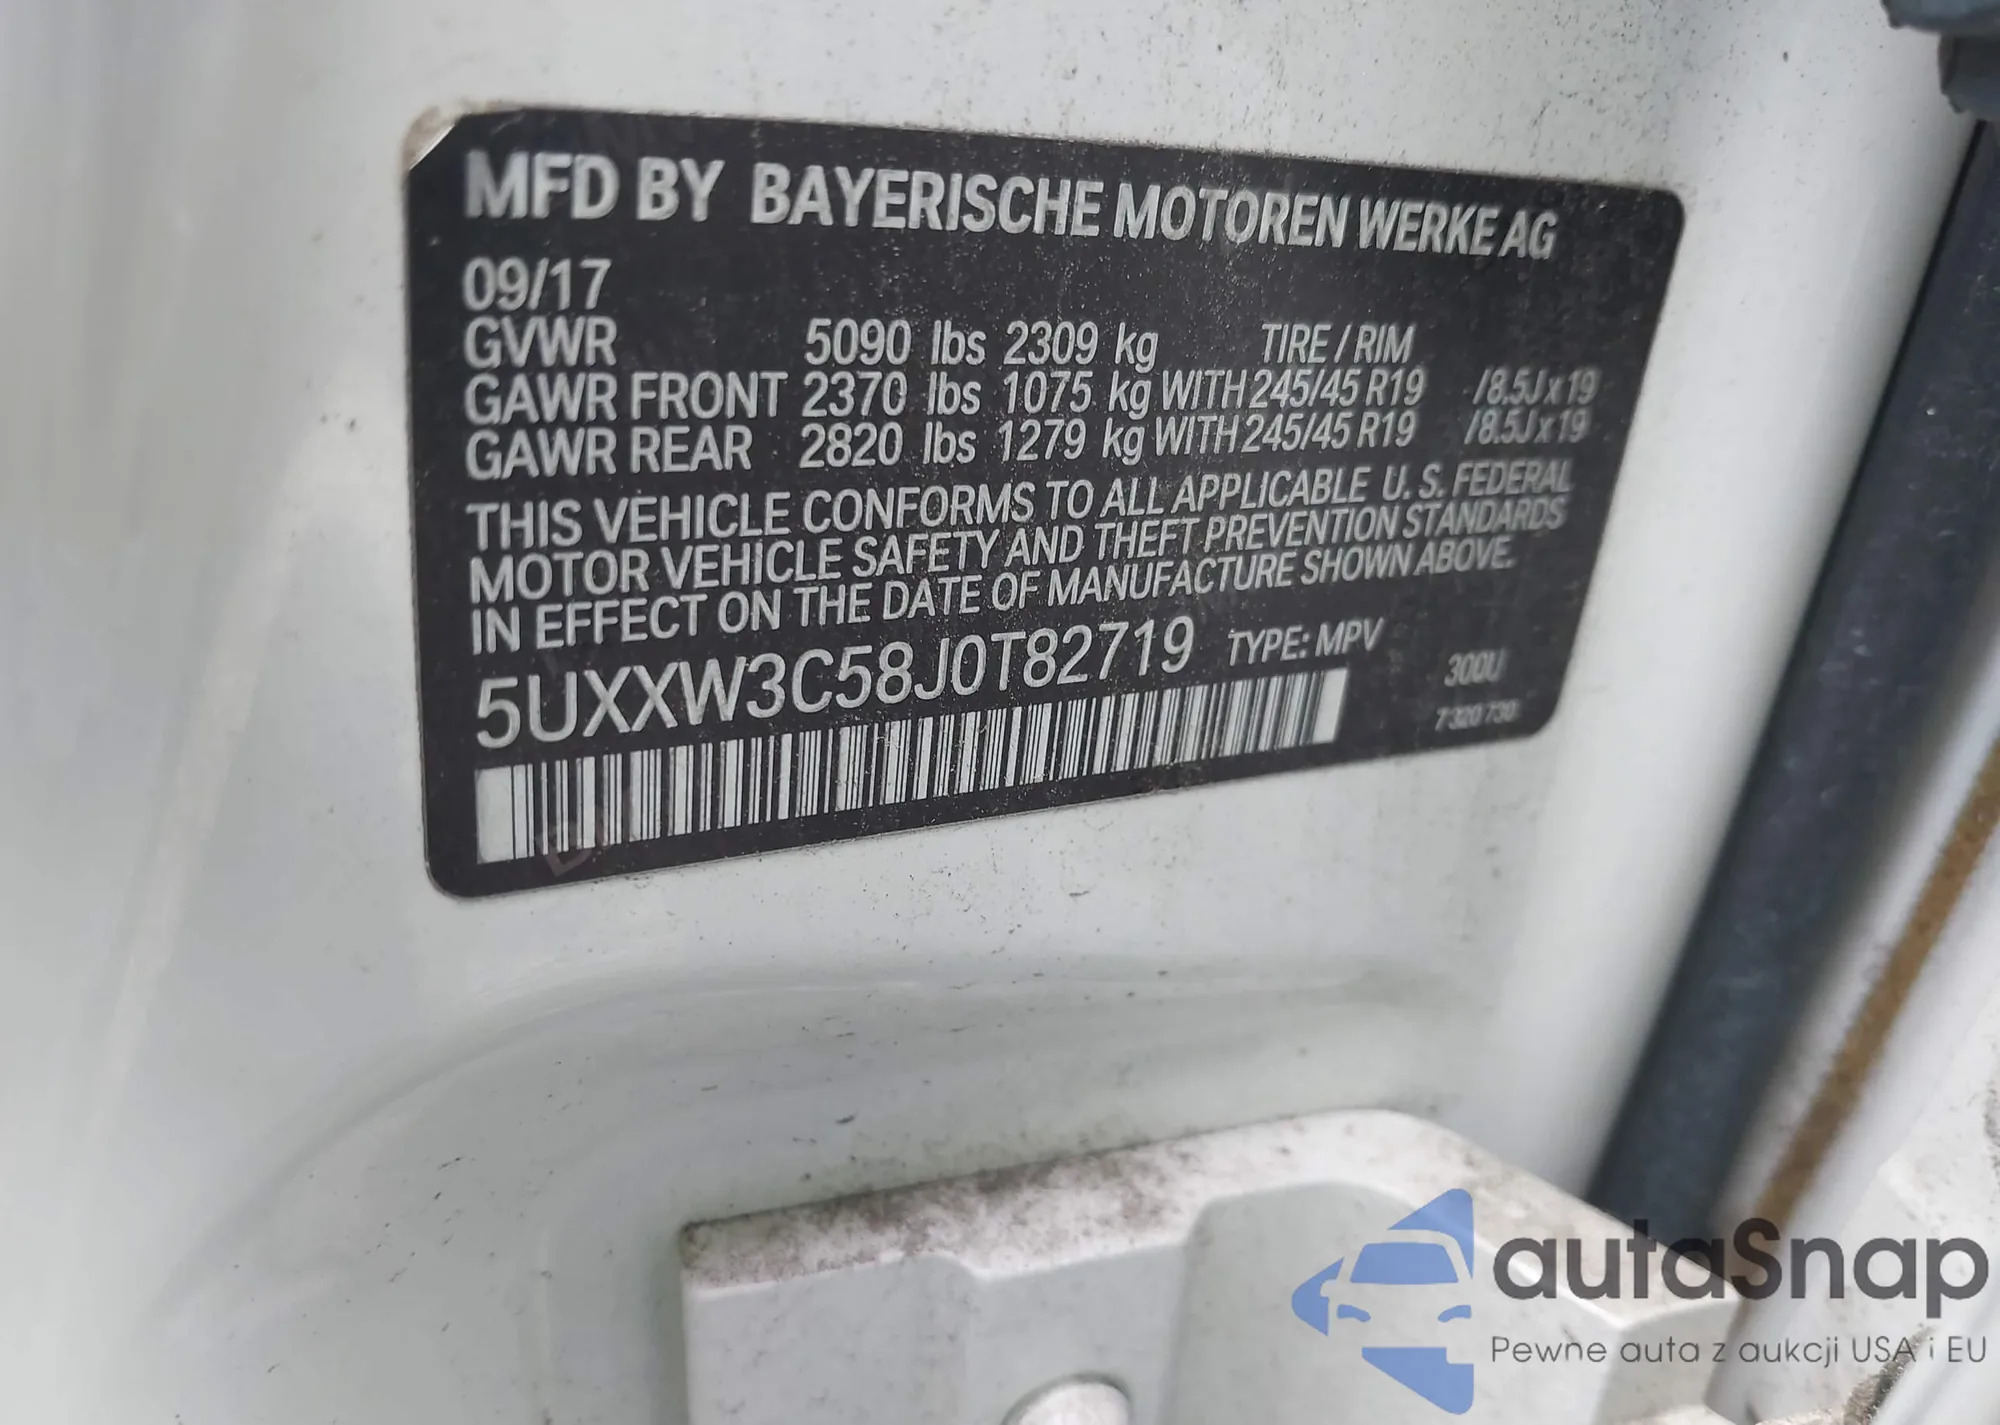 MFD BY BAYERISCHE MOTOREN WERKE AG
09/17
GVWR 5090 lbs 2309 kg TIRE / RIM
GAWR FRONT 2370 lbs 1075 kg WITH 245/45 R19 /8.5J x 19
GAWR REAR 2820 lbs 1279 kg WITH 245/45 R19 /8.5J x 19
THIS VEHICLE CONFORMS TO ALL APPLICABLE U. S. FEDERAL
MOTOR VEHICLE SAFETY AND THEFT PREVENTION STANDARDS
IN EFFECT ON THE DATE OF MANUFACTURE SHOWN ABOVE.
5UXXW3C58J0T82719 TYPE: MPV 300U
7 320 730
autaSnap
Pewne auta z aukcji USA i EU